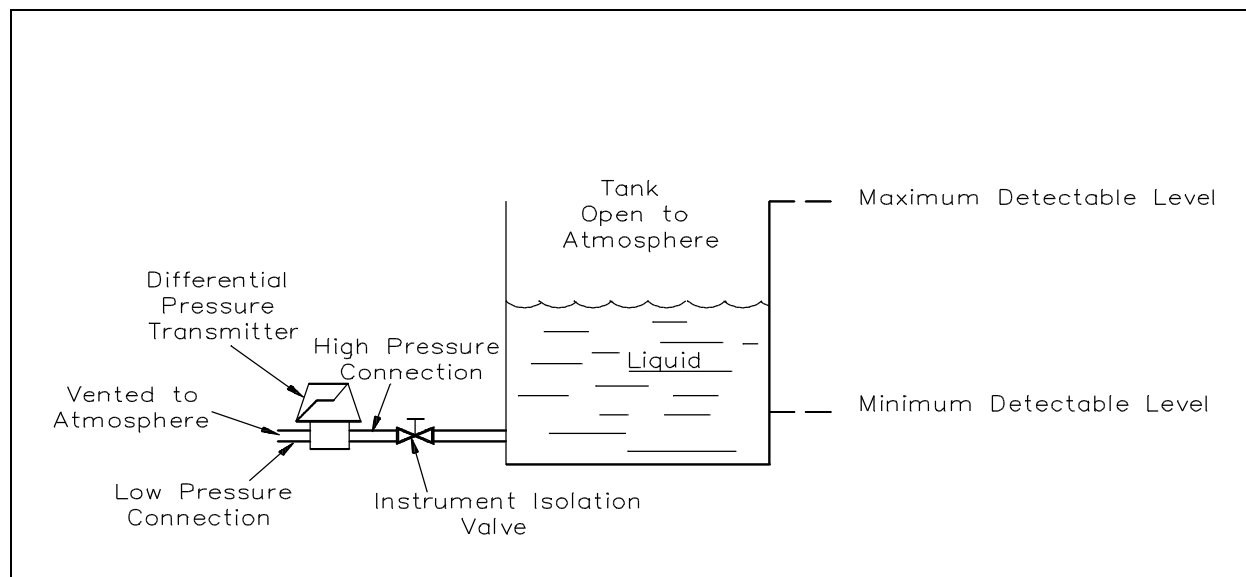 Tank
Open to
Atmosphere
Maximum Detectable Level
Differential
Pressure
Transmitter
High Pressure
Connection
Liquid
Vented to
Atmosphere
Minimum Detectable Level
Low Pressure
Connection
Instrument Isolation
Valve